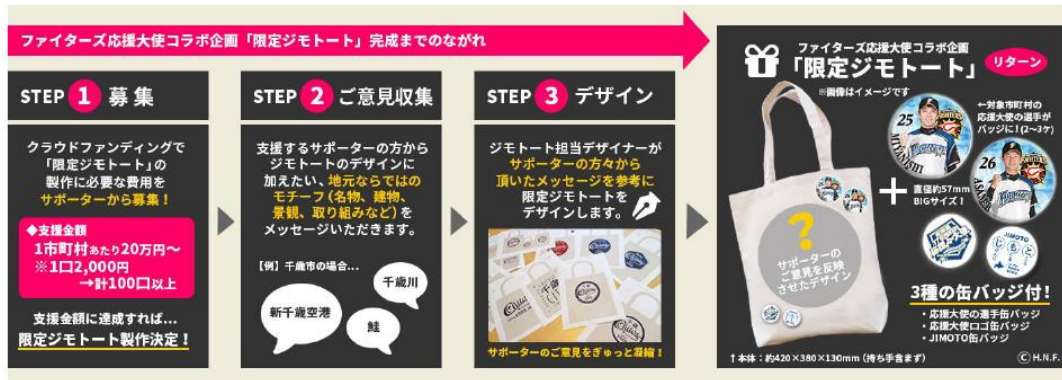 ファイターズ応援大使コラボ企画「限定ジモトート」完成までのながれ
STEP 1 募集
クラウドファンディングで
「限定ジモトート」の
製作に必要な費用を
サポーターから募集！
◆支援金額
1市町村あたり20万円～
※1口2,000円
→計100口以上
支援金額に達成すれば…
限定ジモトート製作決定！
STEP 2 ご意見収集
支援するサポーターの方から
ジモトートのデザインに
加えたい、地元ならではの
モチーフ（名物、建物、
景観、取り組みなど）を
メッセージいただきます。
【例】千歳市の場合…
千歳川
新千歳空港
鮭
STEP 3 デザイン
ジモトート担当デザイナーが
サポーターの方々から
頂いたメッセージを参考に
限定ジモトートを
デザインします。
サポーターのご意見をぎゅっと凝縮！
ファイターズ応援大使コラボ企画
「限定ジモトート」
リターン
※画像はイメージです
←対象市町村の
応援大使の選手が
バッジに！（2～3ケ）
25
MIYANISHI
26
＋
直径約57mm
BIGサイズ！
?
サポーターの
ご意見を反映
させたデザイン
JIMOTO
3種の缶バッジ付！
・応援大使の選手缶バッジ
・応援大使ロゴ缶バッジ
・JIMOTO缶バッジ
↑本体：約420×380×130mm（持ち手含まず）
Ⓒ H.N.F.